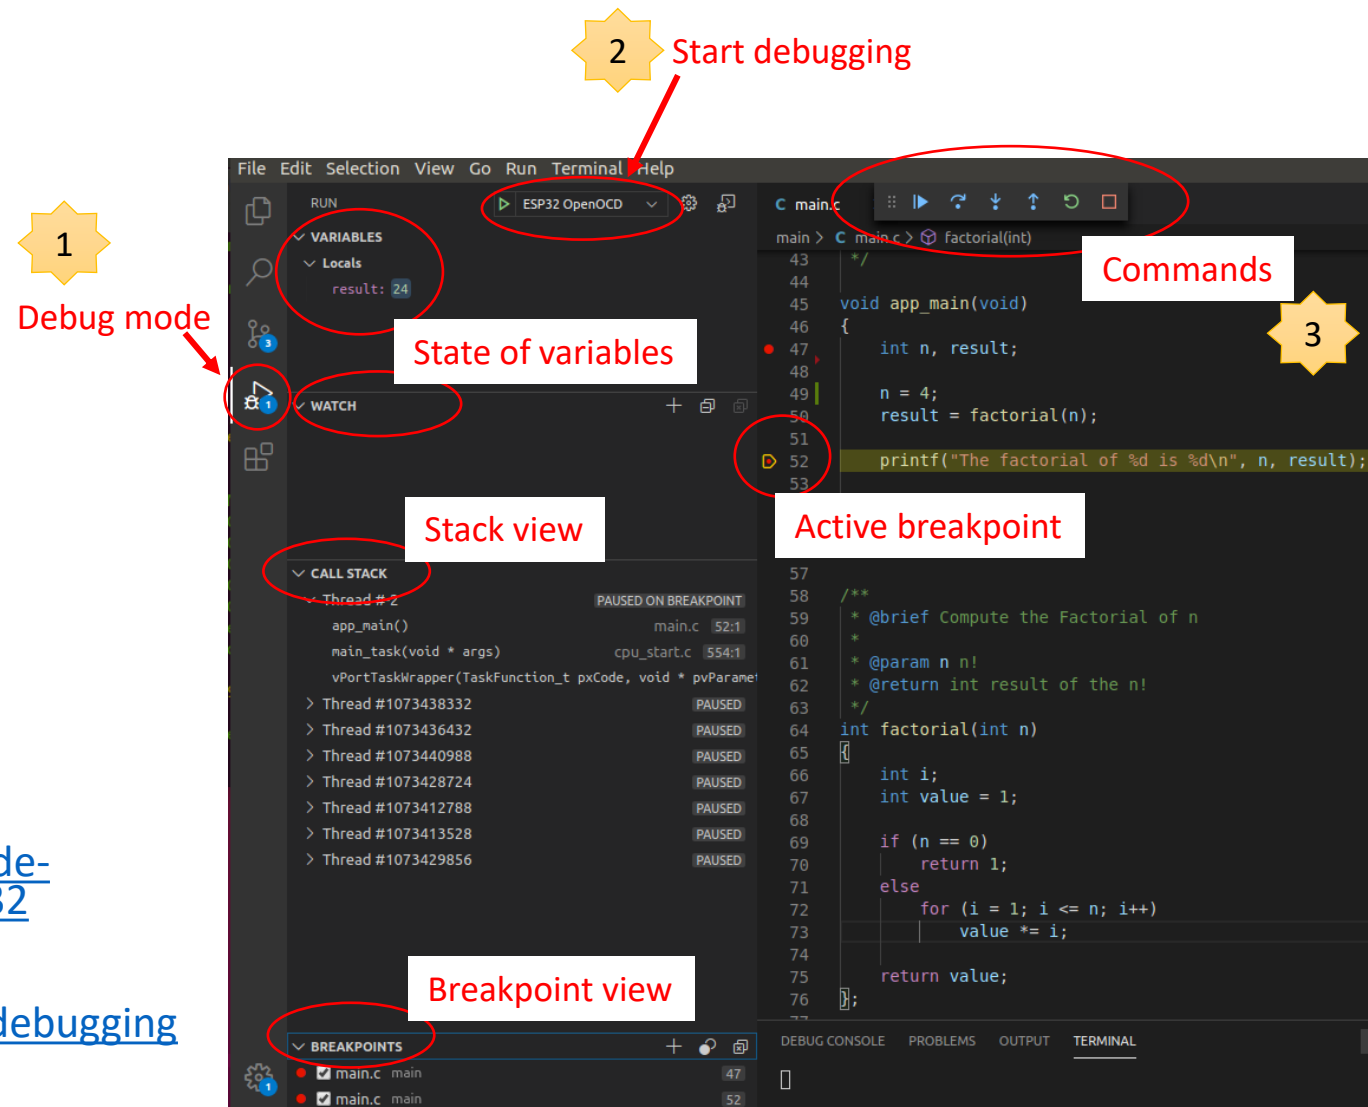 2 Start debugging
File Edit Selection View Go Run Terminal Help
1
Debug mode
RUN
ESP32 OpenOCD
VARIABLES
Locals
result: 24
State of variables
WATCH
Stack view
CALL STACK
Thread #2 PAUSED ON BREAKPOINT
app_main() main.c 52:1
main_task(void * args) cpu_start.c 554:1
vPortTaskWrapper(TaskFunction_t pxCode, void * pvParamet
Thread #1073438332 PAUSED
Thread #1073436432 PAUSED
Thread #1073440988 PAUSED
Thread #1073428724 PAUSED
Thread #1073412788 PAUSED
Thread #1073413528 PAUSED
Thread #1073429856 PAUSED
Breakpoint view
BREAKPOINTS
main.c main 47
main.c main 52
3
1
1
C main.c
main > C main.c > factorial(int)
Commands
3
43 */
44
45 void app_main(void)
46 {
47 int n, result;
48
49 n = 4;
50 result = factorial(n);
51
52 printf("The factorial of %d is %d\n", n, result);
53
Active breakpoint
57
58 /**
59 * @brief Compute the Factorial of n
60 *
61 * @param n n!
62 * @return int result of the n!
63 */
64 int factorial(int n)
65 {
66 int i;
67 int value = 1;
68
69 if (n == 0)
70 return 1;
71 else
72 for (i = 1; i <= n; i++)
73 value *= i;
74
75 return value;
76 };
DEBUG CONSOLE PROBLEMS OUTPUT TERMINAL
de-
32
debugging